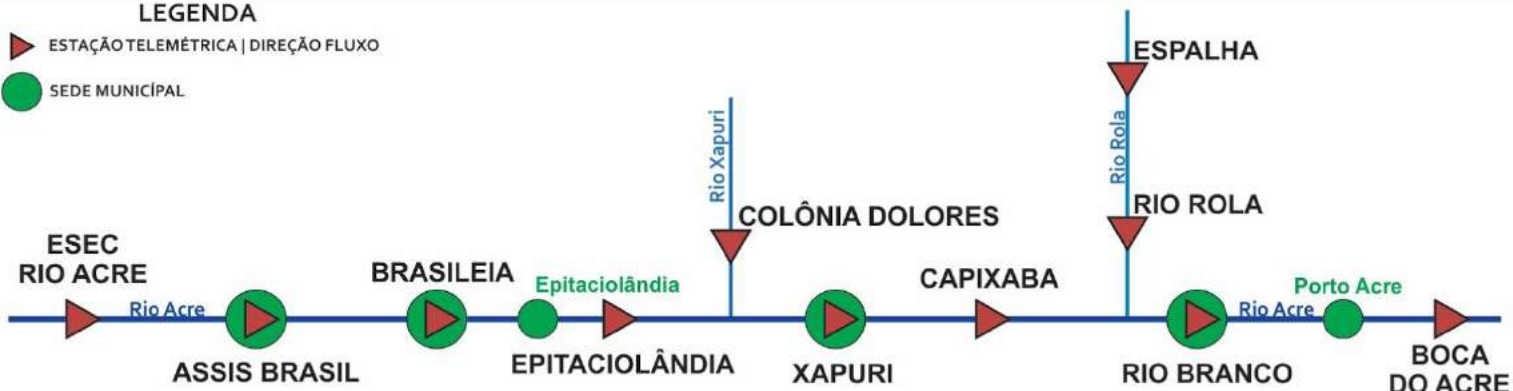 LEGENDA
ESTAÇÃO TELEMÉTRICA | DIREÇÃO FLUXO
SEDE MUNICÍPAL
ESPALHA
Rio Xapuri
Rio Rola
COLÔNIA DOLORES
RIO ROLA
ESEC
RIO ACRE
BRASILEIA
Epitaciolândia
CAPIXABA
Porto Acre
Rio Acre
Rio Acre
ASSIS BRASIL
EPITACIOLÂNDIA
XAPURI
RIO BRANCO
BOCA
DO ACRE